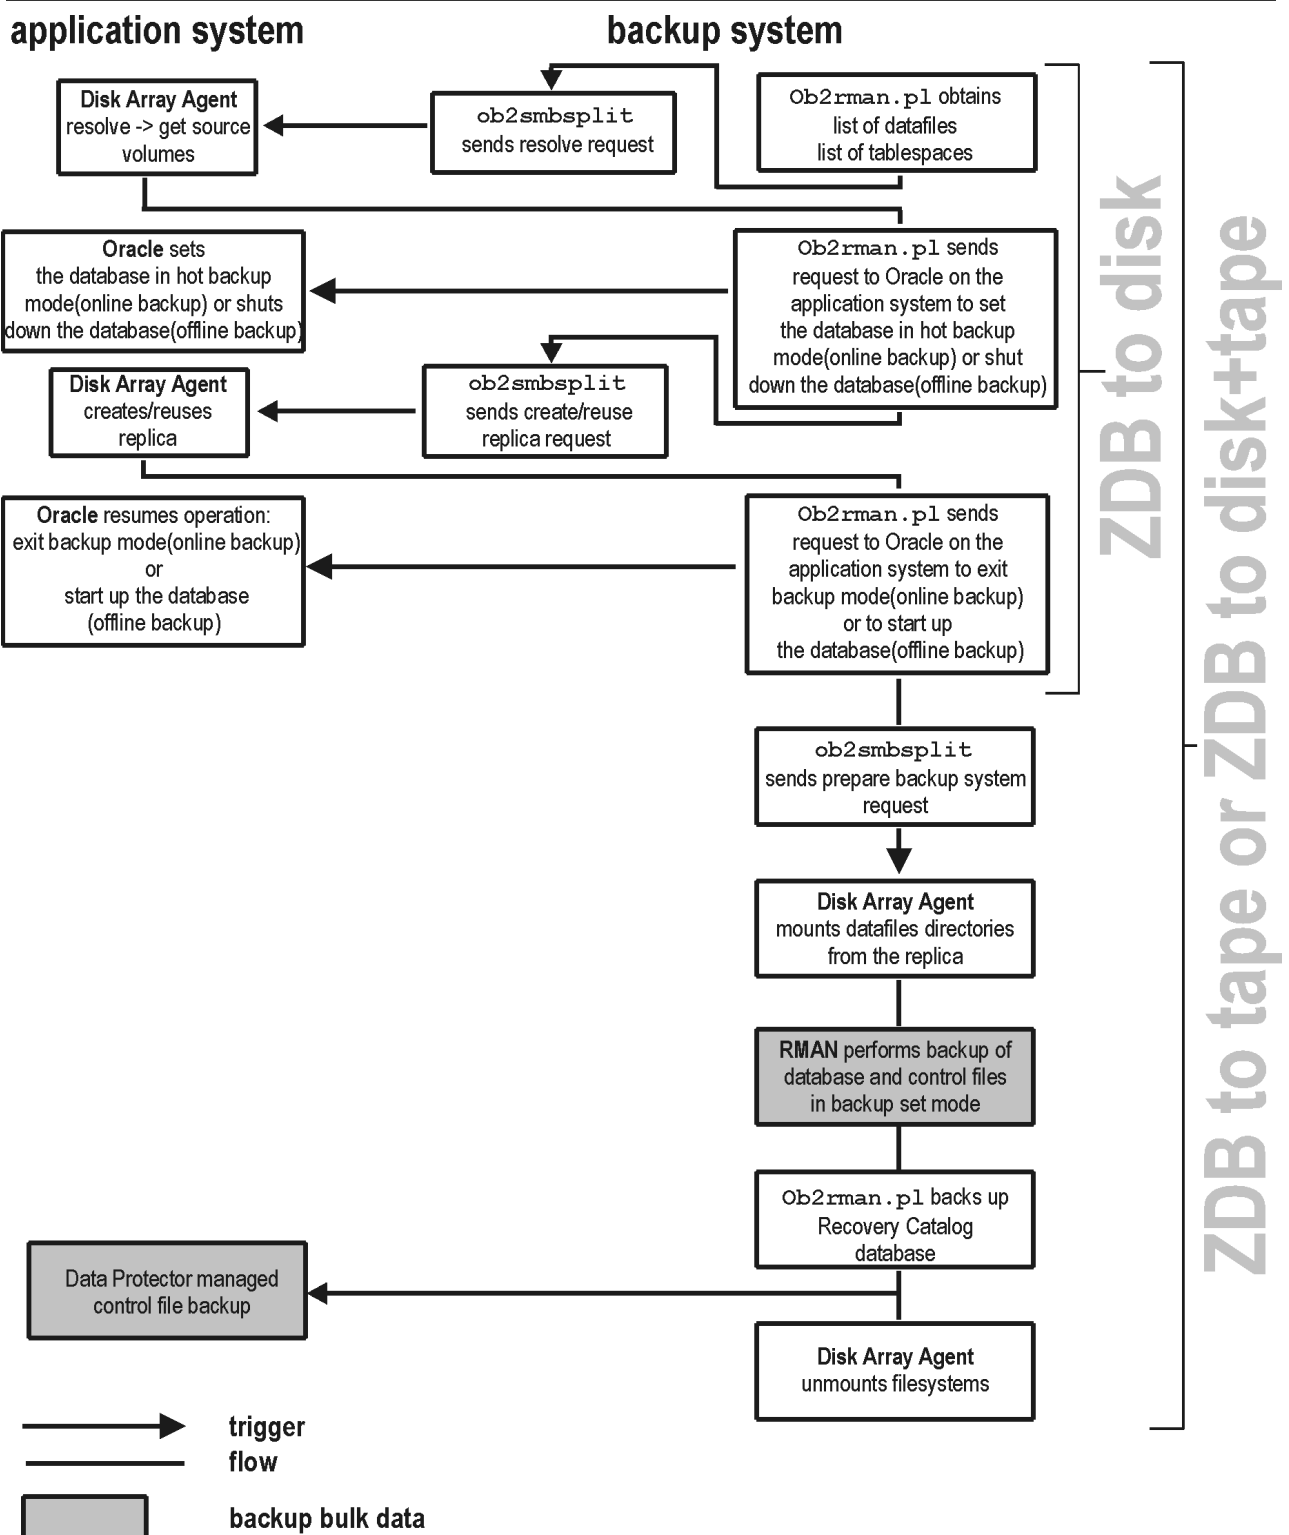 application system
backup system
Ob2rman.pl obtains
list of datafiles
list of tablespaces
ob2smbsplit
sends resolve request
Disk Array Agent
resolve -> get source
volumes
Ob2rman.pl sends
request to Oracle on the
application system to set
the database in hot backup
mode(online backup) or shut
down the database(offline backup)
Oracle sets
the database in hot backup
mode(online backup) or shuts
down the database(offline backup)
ob2smbsplit
sends create/reuse
replica request
Disk Array Agent
creates/reuses
replica
Ob2rman.pl sends
request to Oracle on the
application system to exit
backup mode(online backup)
or to start up
the database(offline backup)
Oracle resumes operation:
exit backup mode(online backup)
or
start up the database
(offline backup)
ob2smbsplit
sends prepare backup system
request
Disk Array Agent
mounts datafiles directories
from the replica
RMAN performs backup of
database and control files
in backup set mode
Ob2rman.pl backs up
Recovery Catalog
database
Data Protector managed
control file backup
Disk Array Agent
unmounts filesystems
ZDB to disk
ZDB to tape or ZDB to disk+tape
trigger
flow
backup bulk data